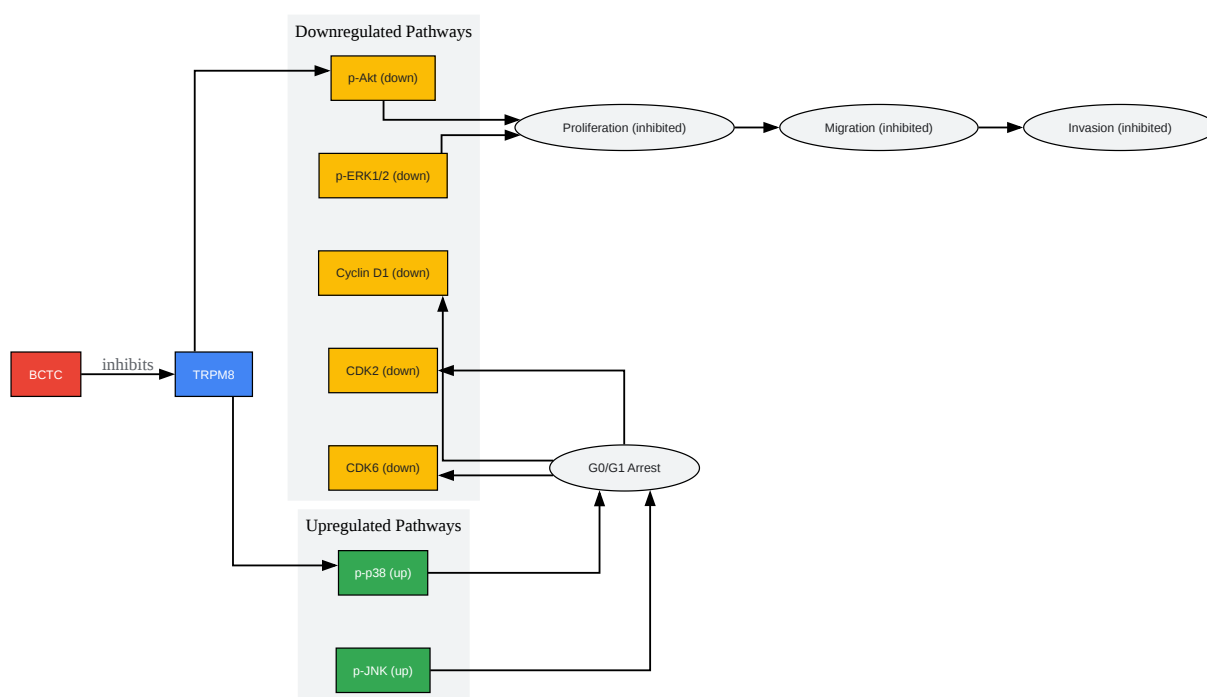 Downregulated Pathways
p-Akt (down)
Proliferation (inhibited)
Migration (inhibited)
Invasion (inhibited)
p-ERK1/2 (down)
Cyclin D1 (down)
BCTC
inhibits
TRPM8
CDK2 (down)
CDK6 (down)
G0/G1 Arrest
Upregulated Pathways
p-p38 (up)
p-JNK (up)